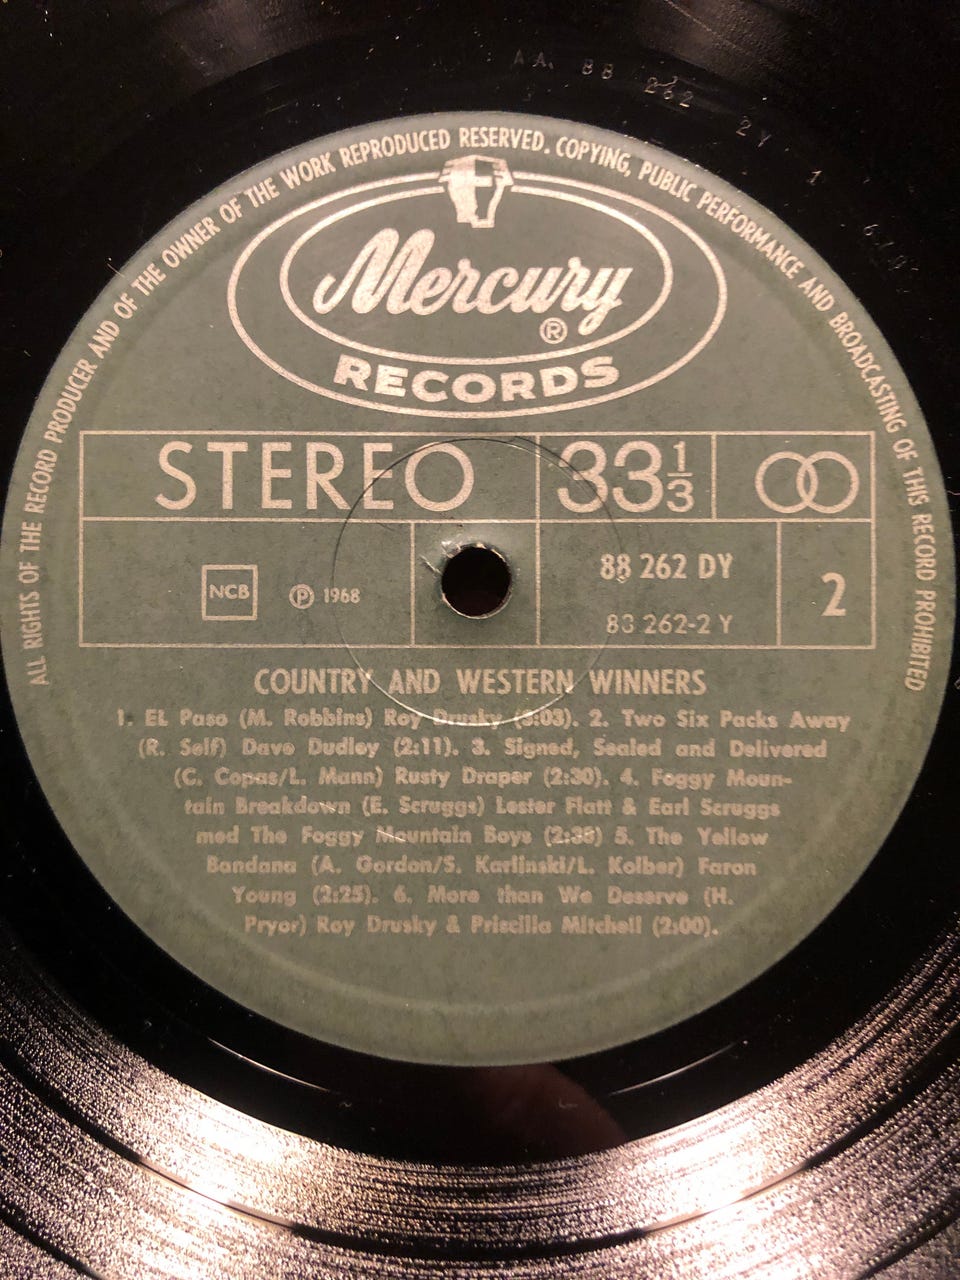 AA 88 262 2Y 1
ALL RIGHTS OF THE RECORD PRODUCER AND OF THE OWNER OF THE WORK REPRODUCED RESERVED. COPYING, PUBLIC PERFORMANCE AND BROADCASTING OF THIS RECORD PROHIBITED
Mercury
®
RECORDS
STEREO 33 1/3
NCB ℗ 1968 88 262 DY 2
88 262-2 Y
COUNTRY AND WESTERN WINNERS
1. EL Paso (M. Robbins) Roy Drusky 2. Two Six Packs Away
(R. Self) Dave Dudley (2:11). 3. Signed, Sealed and Delivered
(C. Copas/L. Mann) Rusty Draper (2:30). 4. Foggy Moun-
tain Breakdown (E. Scruggs) Lester Flatt & Earl Scruggs
med The Foggy Mountain Boys 5. The Yellow
Bandana (A. Gordon/S. Karlinski/L. Kolber) Faron
Young (2:25). 6. More than We Deserve (H.
Pryor) Roy Drusky & Priscilla Mitchell (2:00).